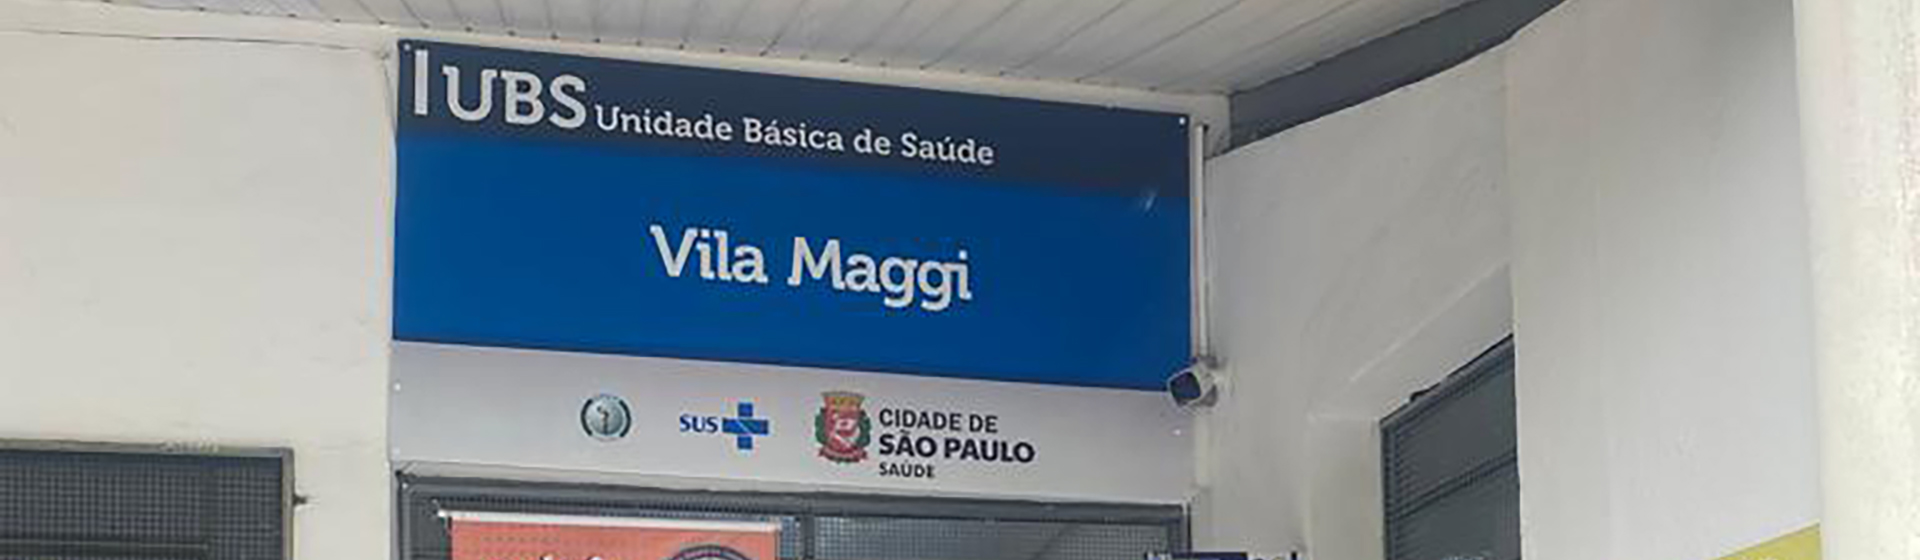 UBS Unidade Básica de Saúde
Vila Maggi
SUS
CIDADE DE
SÃO PAULO
SAÚDE